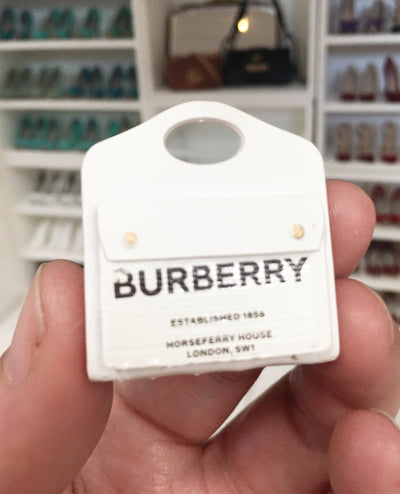 BURBERRY
ESTABLISHED 1856
HORSEFERRY HOUSE
LONDON, SW1